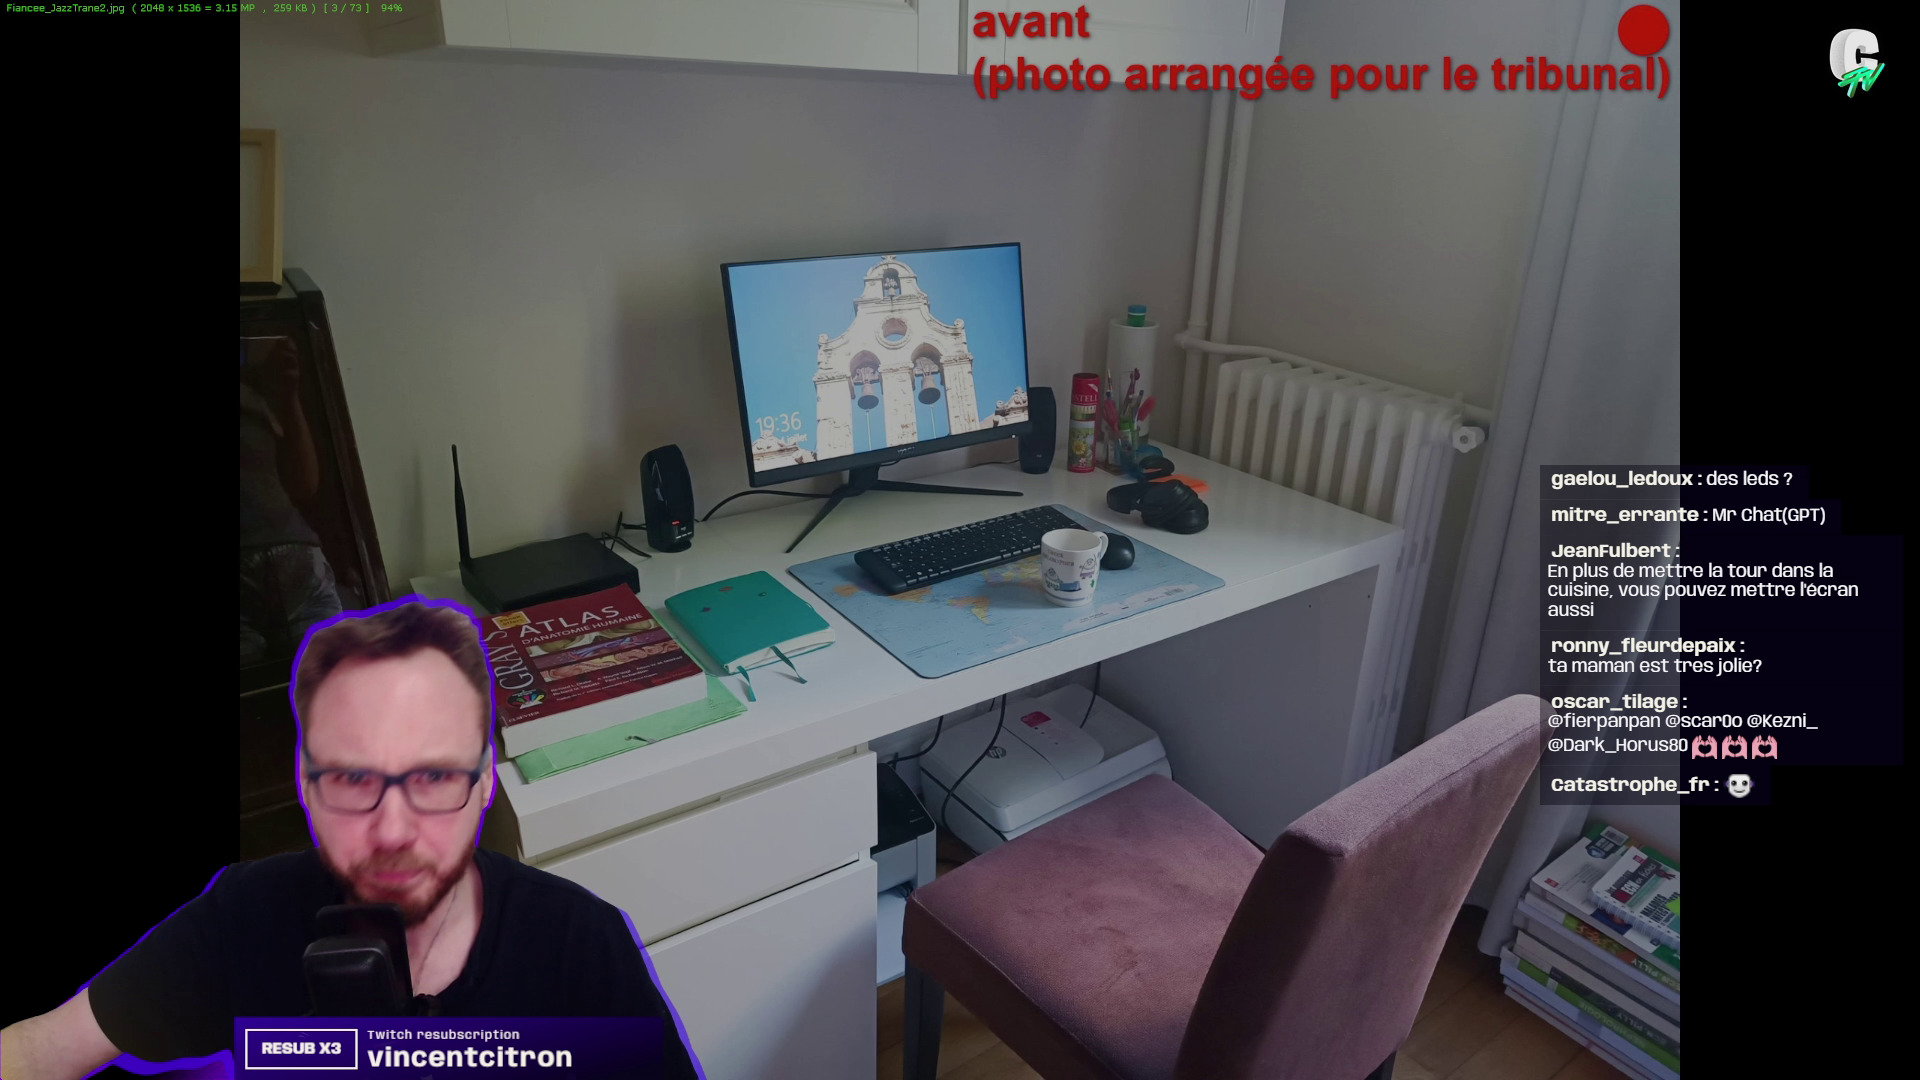 Fiancee_JazzTrane2.jpg ( 2048 x 1536 = 3.15 MP , 259 KB ) [ 3 / 73 ] 94%
avant
(photo arrangée pour le tribunal)
C
TV
19:36
GRAY'S
ATLAS
D'ANATOMIE HUMAINE
gaelou_ledoux : des leds ?
mitre_errante : Mr Chat(GPT)
JeanFulbert :
En plus de mettre la tour dans la
cuisine, vous pouvez mettre l'écran
aussi
ronny_fleurdepaix :
ta maman est tres jolie?
oscar_tilage :
@fierpanpan @scar0o @Kezni_
@Dark_Horus80
Catastrophe_fr :
RESUB X3
Twitch resubscription
vincentcitron